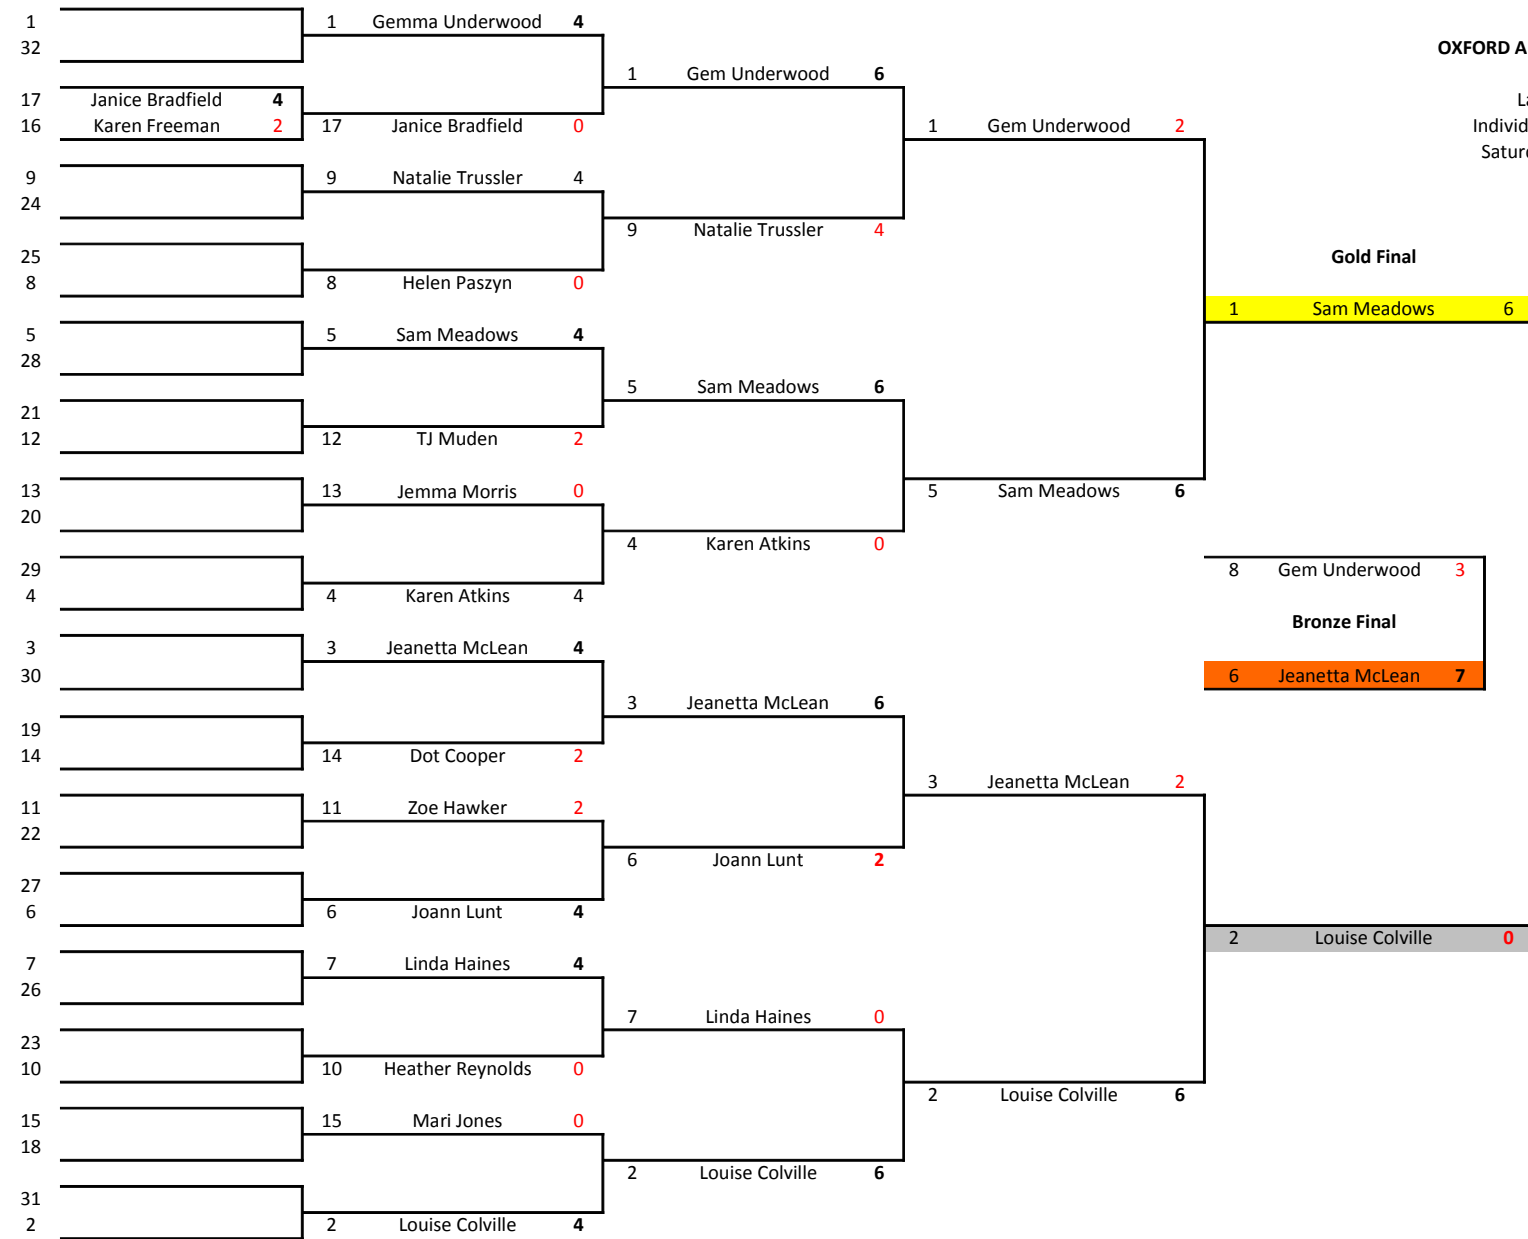 1 1 Gemma Underwood 4
32 OXFORD A
1 Gem Underwood 6
17 Janice Bradfield 4 La
16 Karen Freeman 2 17 Janice Bradfield 0 1 Gem Underwood 2 Individ
Satur
9 9 Natalie Trussler 4
24
9 Natalie Trussler 4
25 Gold Final
8 8 Helen Paszyn 0
1 Sam Meadows 6
5 5 Sam Meadows 4
28
5 Sam Meadows 6
21
12 12 TJ Muden 2
13 13 Jemma Morris 0 5 Sam Meadows 6
20
4 Karen Atkins 0
29 8 Gem Underwood 3
4 4 Karen Atkins 4
Bronze Final
3 3 Jeanetta McLean 4
30 6 Jeanetta McLean 7
3 Jeanetta McLean 6
19
14 14 Dot Cooper 2
3 Jeanetta McLean 2
11 11 Zoe Hawker 2
22
6 Joann Lunt 2
27
6 6 Joann Lunt 4
2 Louise Colville 0
7 7 Linda Haines 4
26
7 Linda Haines 0
23
10 10 Heather Reynolds 0
2 Louise Colville 6
15 15 Mari Jones 0
18
2 Louise Colville 6
31
2 2 Louise Colville 4